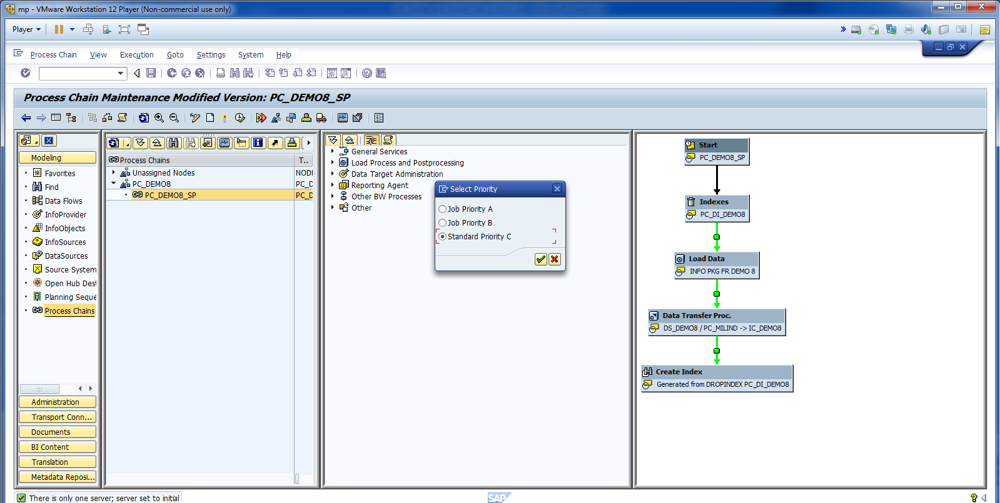 mp - VMware Workstation 12 Player (Non-commercial use only)
Player
Process Chain View Execution Goto Settings System Help
Process Chain Maintenance Modified Version: PC_DEMO8_SP
Modeling
Favorites
Find
Data Flows
InfoProvider
InfoObjects
InfoSources
DataSources
Source System
Open Hub Dest
Planning Seque
Process Chains
Administration
Transport Conn...
Documents
BI Content
Translation
Metadata Reposi...
Process Chains T..
Unassigned Nodes NODI
PC_DEMO8 PC_D
PC_DEMO8_SP PC_D
General Services
Load Process and Postprocessing
Data Target Administration
Reporting Agent
Other BW Processes
Other
Select Priority
Job Priority A
Job Priority B
Standard Priority C
Start
PC_DEMO8_SP
Indexes
PC_DI_DEMO8
Load Data
INFO PKG FR DEMO 8
Data Transfer Proc.
DS_DEMO8 / PC_MILIND -> IC_DEMO8
Create Index
Generated from DROPINDEX PC_DI_DEMO8
There is only one server; server set to initial
SAP